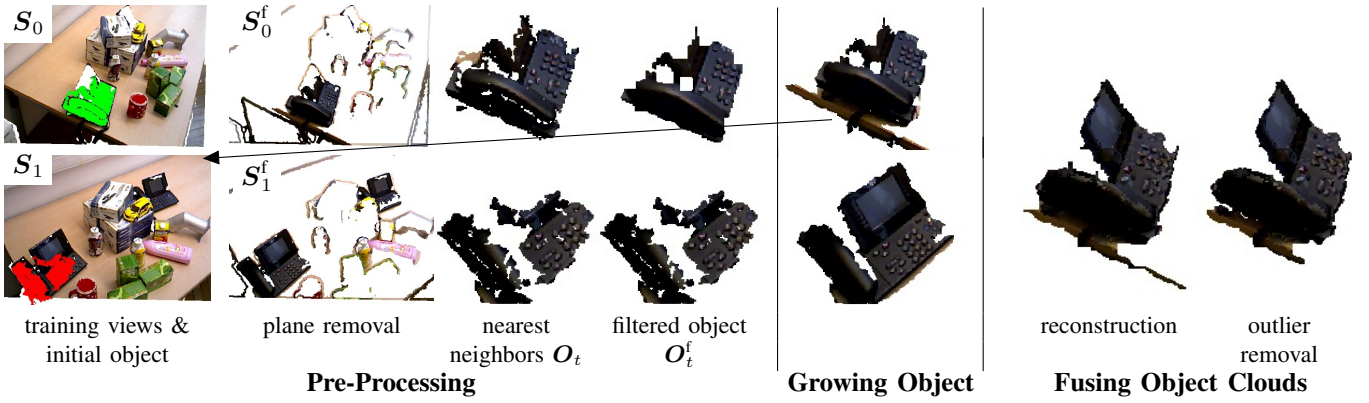 S₀
S₀ᶠ
S₁
S₁ᶠ
training views &
initial object
plane removal
nearest
neighbors Oₜ
filtered object
Oₜᶠ
reconstruction
outlier
removal
Pre-Processing
Growing Object
Fusing Object Clouds